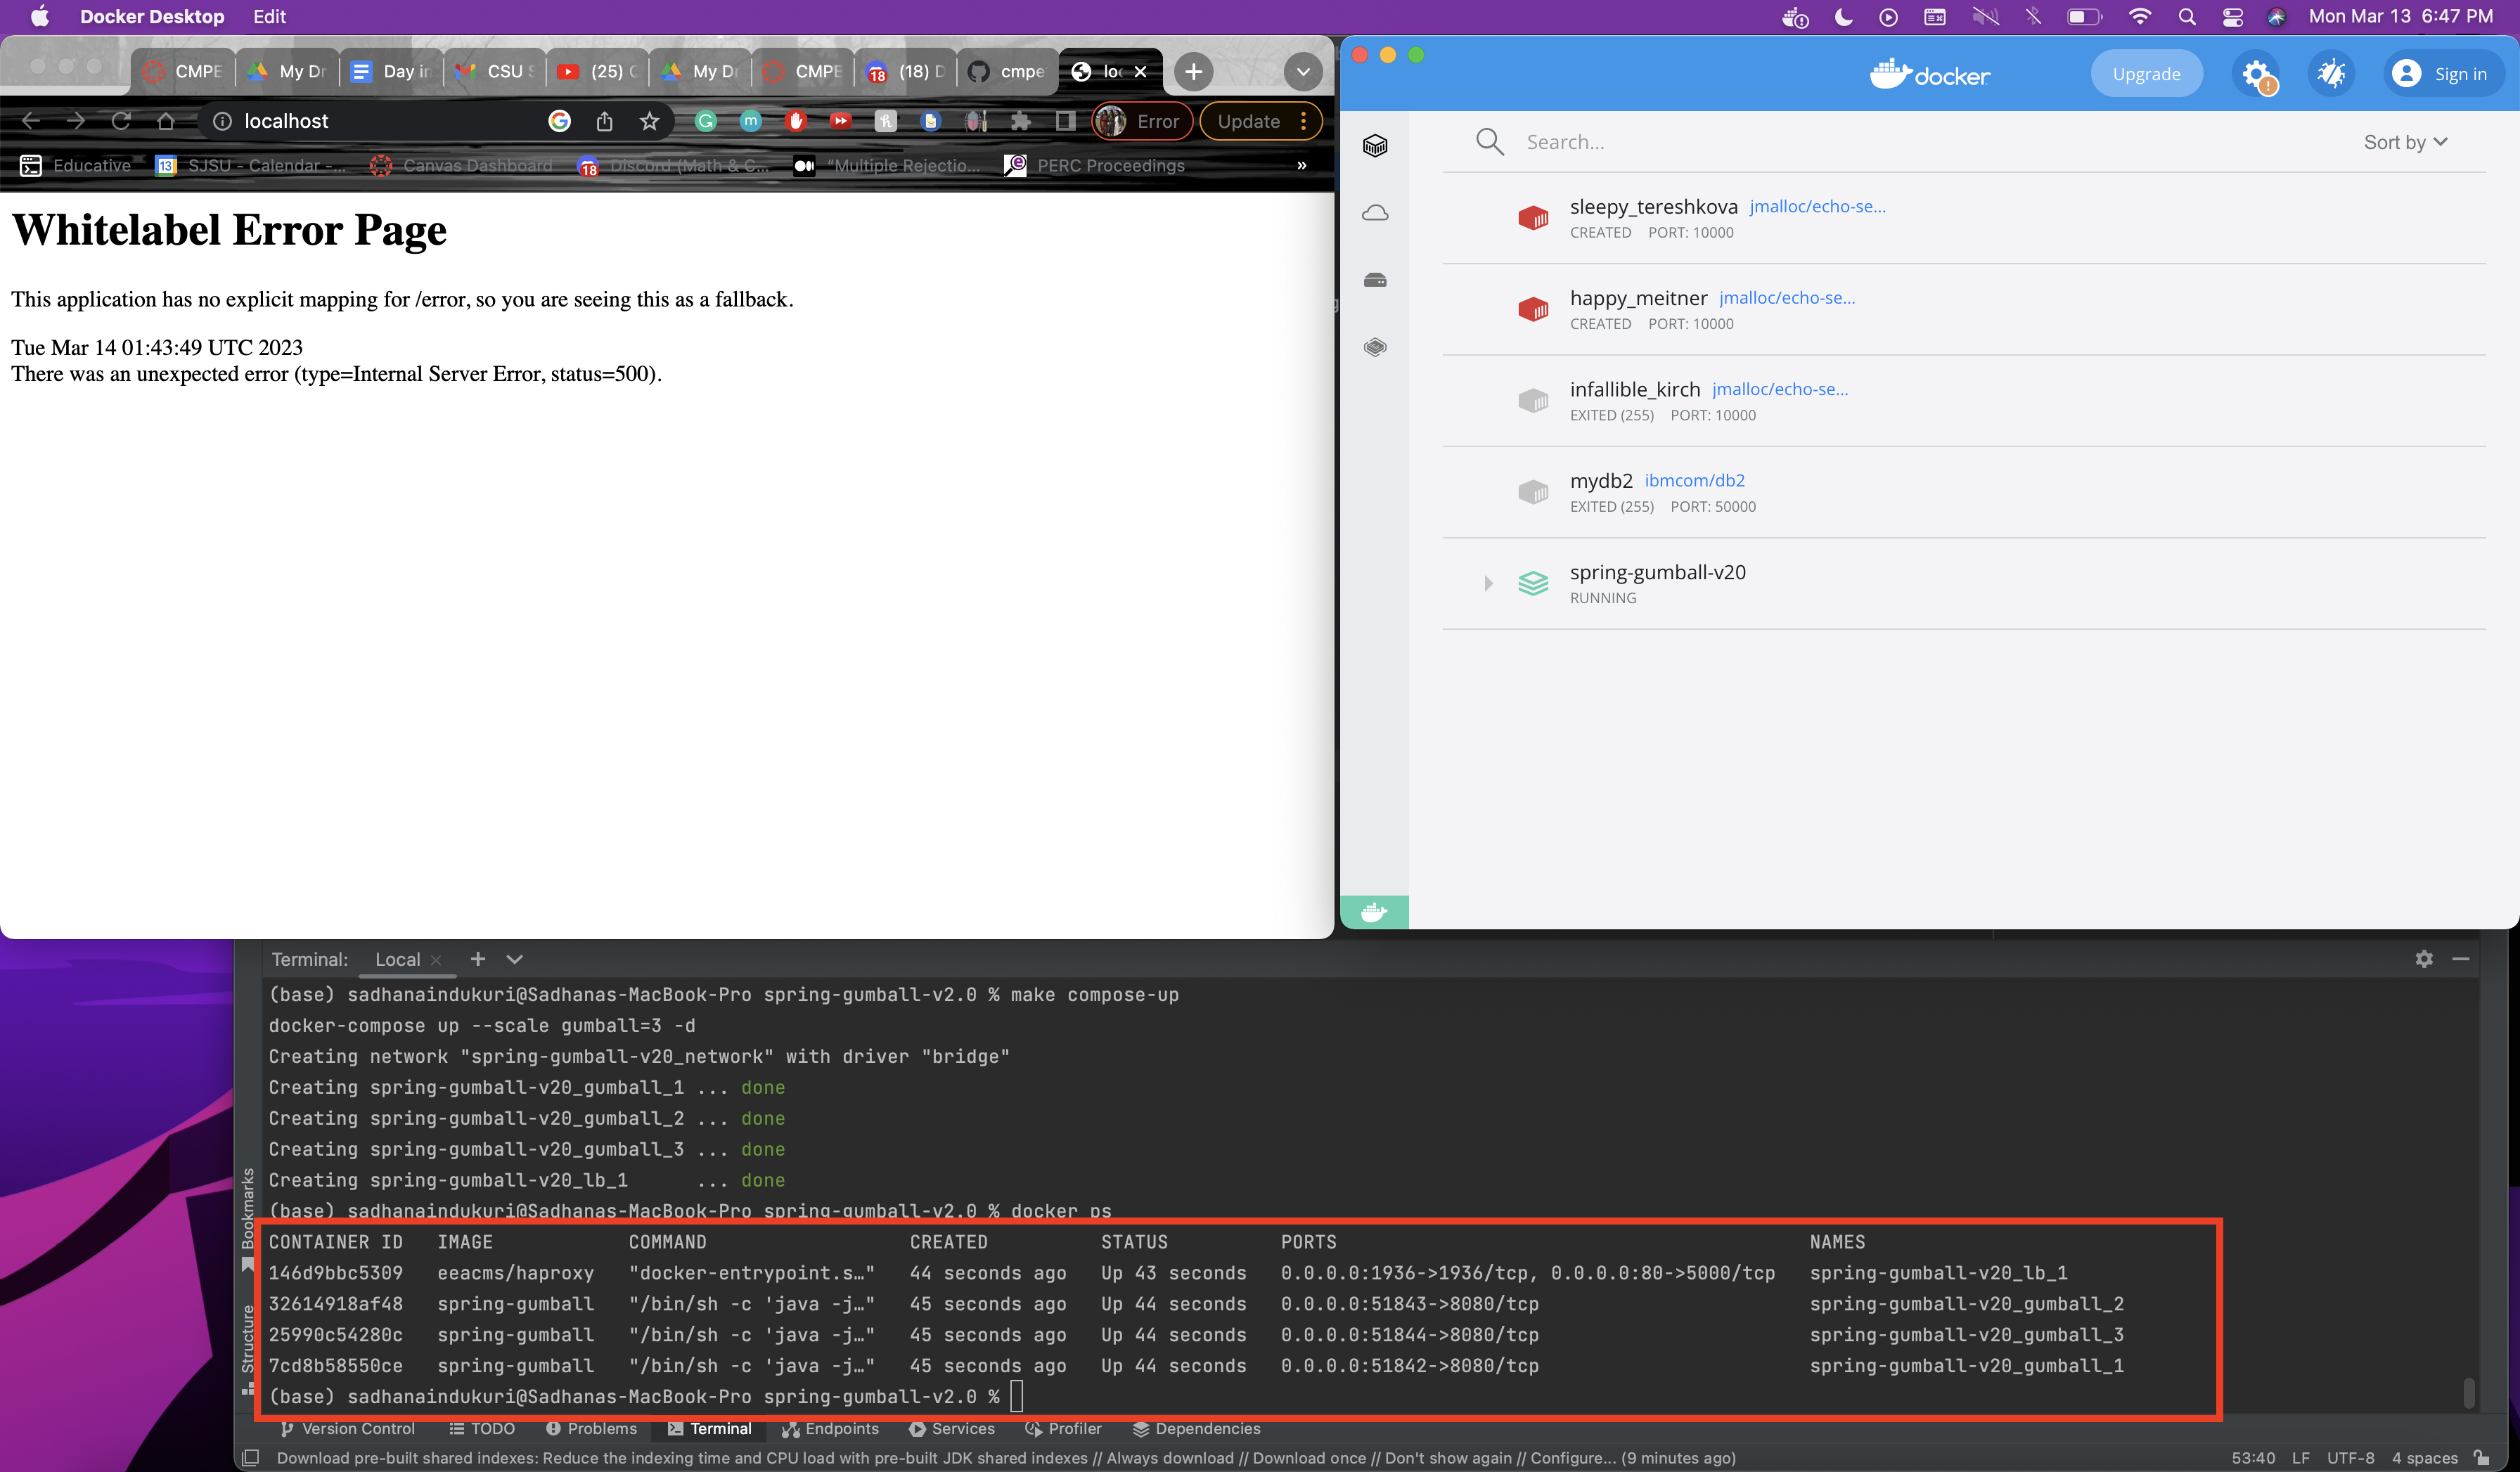 Docker Desktop Edit Mon Mar 13 6:47 PM
CMPE My Dr Day in CSU S (25) C My Dr CMPE (18) D cmpe loc
localhost Error Update
Educative SJSU - Calendar -... Canvas Dashboard Discord (Math & C... "Multiple Rejectio... PERC Proceedings »
Whitelabel Error Page
This application has no explicit mapping for /error, so you are seeing this as a fallback.
Tue Mar 14 01:43:49 UTC 2023
There was an unexpected error (type=Internal Server Error, status=500).
docker Upgrade Sign in
Search... Sort by
sleepy_tereshkova jmalloc/echo-se...
CREATED PORT: 10000
happy_meitner jmalloc/echo-se...
CREATED PORT: 10000
infallible_kirch jmalloc/echo-se...
EXITED (255) PORT: 10000
mydb2 ibmcom/db2
EXITED (255) PORT: 50000
spring-gumball-v20
RUNNING
Terminal: Local
(base) sadhanaindukuri@Sadhanas-MacBook-Pro spring-gumball-v2.0 % make compose-up
docker-compose up --scale gumball=3 -d
Creating network "spring-gumball-v20_network" with driver "bridge"
Creating spring-gumball-v20_gumball_1 ... done
Creating spring-gumball-v20_gumball_2 ... done
Creating spring-gumball-v20_gumball_3 ... done
Creating spring-gumball-v20_lb_1 ... done
(base) sadhanaindukuri@Sadhanas-MacBook-Pro spring-gumball-v2.0 % docker ps
CONTAINER ID IMAGE COMMAND CREATED STATUS PORTS NAMES
146d9bbc5309 eeacms/haproxy "docker-entrypoint.s…" 44 seconds ago Up 43 seconds 0.0.0.0:1936->1936/tcp, 0.0.0.0:80->5000/tcp spring-gumball-v20_lb_1
32614918af48 spring-gumball "/bin/sh -c 'java -j…" 45 seconds ago Up 44 seconds 0.0.0.0:51843->8080/tcp spring-gumball-v20_gumball_2
25990c54280c spring-gumball "/bin/sh -c 'java -j…" 45 seconds ago Up 44 seconds 0.0.0.0:51844->8080/tcp spring-gumball-v20_gumball_3
7cd8b58550ce spring-gumball "/bin/sh -c 'java -j…" 45 seconds ago Up 44 seconds 0.0.0.0:51842->8080/tcp spring-gumball-v20_gumball_1
(base) sadhanaindukuri@Sadhanas-MacBook-Pro spring-gumball-v2.0 %
Bookmarks
Structure
Version Control TODO Problems Terminal Endpoints Services Profiler Dependencies
Download pre-built shared indexes: Reduce the indexing time and CPU load with pre-built JDK shared indexes // Always download // Download once // Don't show again // Configure... (9 minutes ago) 53:40 LF UTF-8 4 spaces